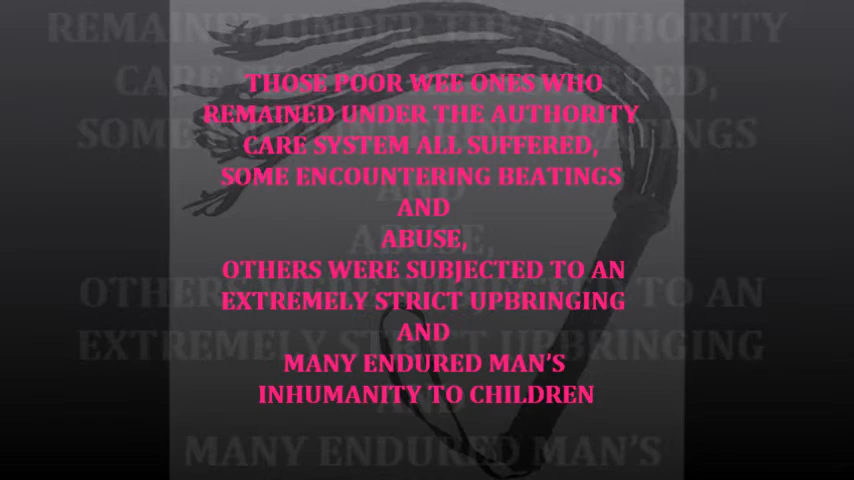 THOSE POOR WEE ONES WHO
REMAINED UNDER THE AUTHORITY
CARE SYSTEM ALL SUFFERED,
SOME ENCOUNTERING BEATINGS
AND
ABUSE,
OTHERS WERE SUBJECTED TO AN
EXTREMELY STRICT UPBRINGING
AND
MANY ENDURED MAN'S
INHUMANITY TO CHILDREN